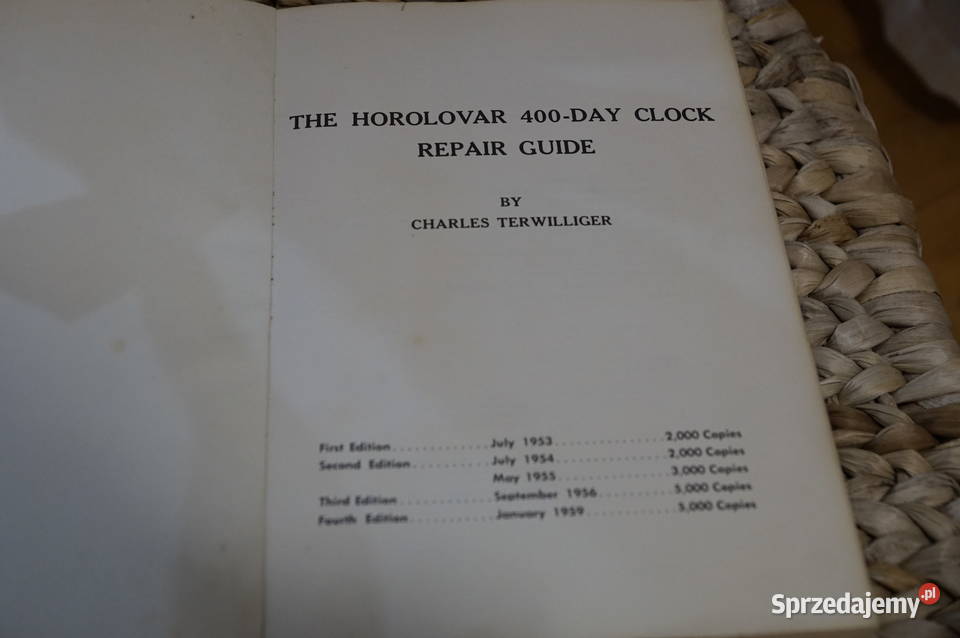 THE HOROLOVAR 400-DAY CLOCK
REPAIR GUIDE
BY
CHARLES TERWILLIGER
First Edition..........July 1953...............2,000 Copies
Second Edition..........July 1954...............2,000 Copies
May 1955...............3,000 Copies
Third Edition............September 1956.........5,000 Copies
Fourth Edition...........January 1959............5,000 Copies
Sprzedajemy.pl